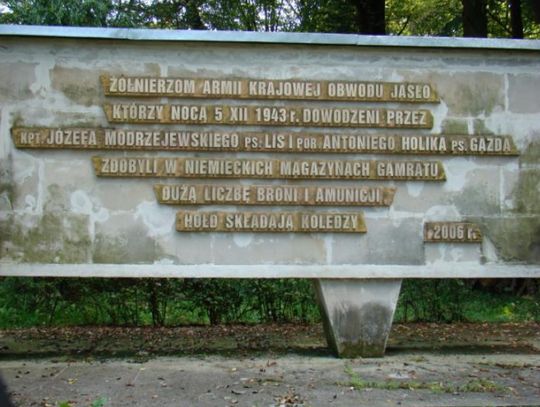 ŻOŁNIERZOM ARMII KRAJOWEJ OBWODU JASŁO
KTÓRZY NOCĄ 5 XII 1943 r. DOWODZENI PRZEZ
KPT. JÓZEFA MODRZEJEWSKIEGO PS. LIS I POR. ANTONIEGO HOLIKA PS. GAZDA
ZDOBYLI W NIEMIECKICH MAGAZYNACH GAMRATU
DUŻĄ LICZBĘ BRONI I AMUNICJI
HOŁD SKŁADAJĄ KOLEDZY
2006 r.